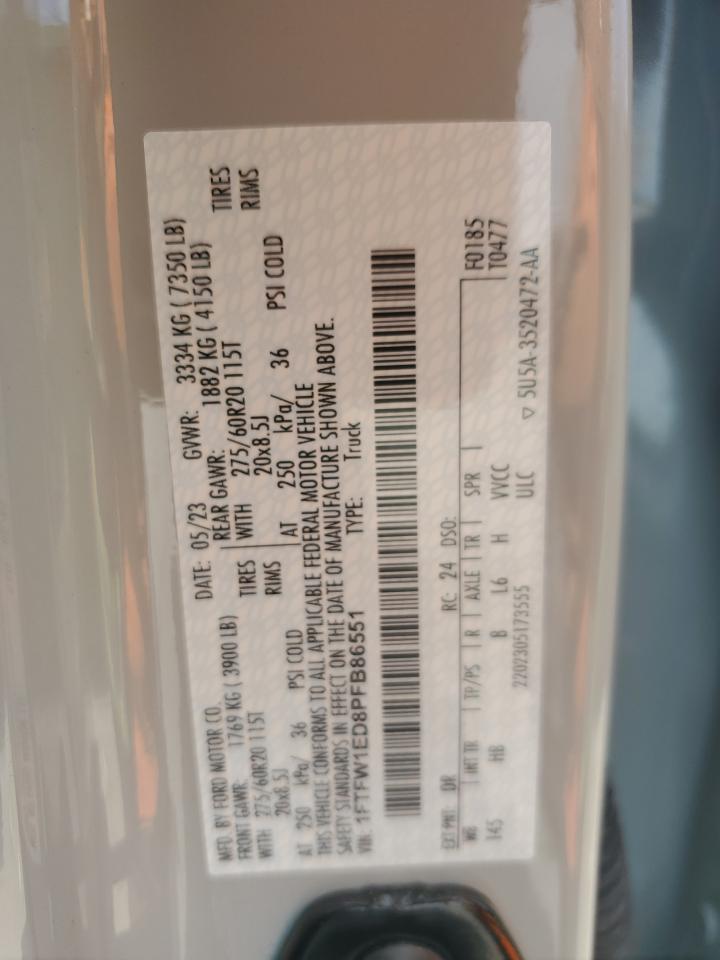 MFD. BY FORD MOTOR CO.
DATE: 05/23 GVWR: 3334 KG ( 7350 LB)
FRONT GAWR: 1769 KG ( 3900 LB) REAR GAWR: 1882 KG ( 4150 LB)
WITH 275/60R20 115T TIRES WITH 275/60R20 115T TIRES
20x8.5J RIMS 20x8.5J RIMS
AT 250 kPa/ 36 PSI COLD AT 250 kPa/ 36 PSI COLD
THIS VEHICLE CONFORMS TO ALL APPLICABLE FEDERAL MOTOR VEHICLE
SAFETY STANDARDS IN EFFECT ON THE DATE OF MANUFACTURE SHOWN ABOVE.
VIN: 1FTFW1ED8PFB86551 TYPE: Truck
EXT PNT: DR RC: 24 DSO: F0185
WB INT TR TP/PS R AXLE TR SPR T0477
145 HB B L6 H VVCC
2202305173555 ULC ▽ 5U5A-3520472-AA